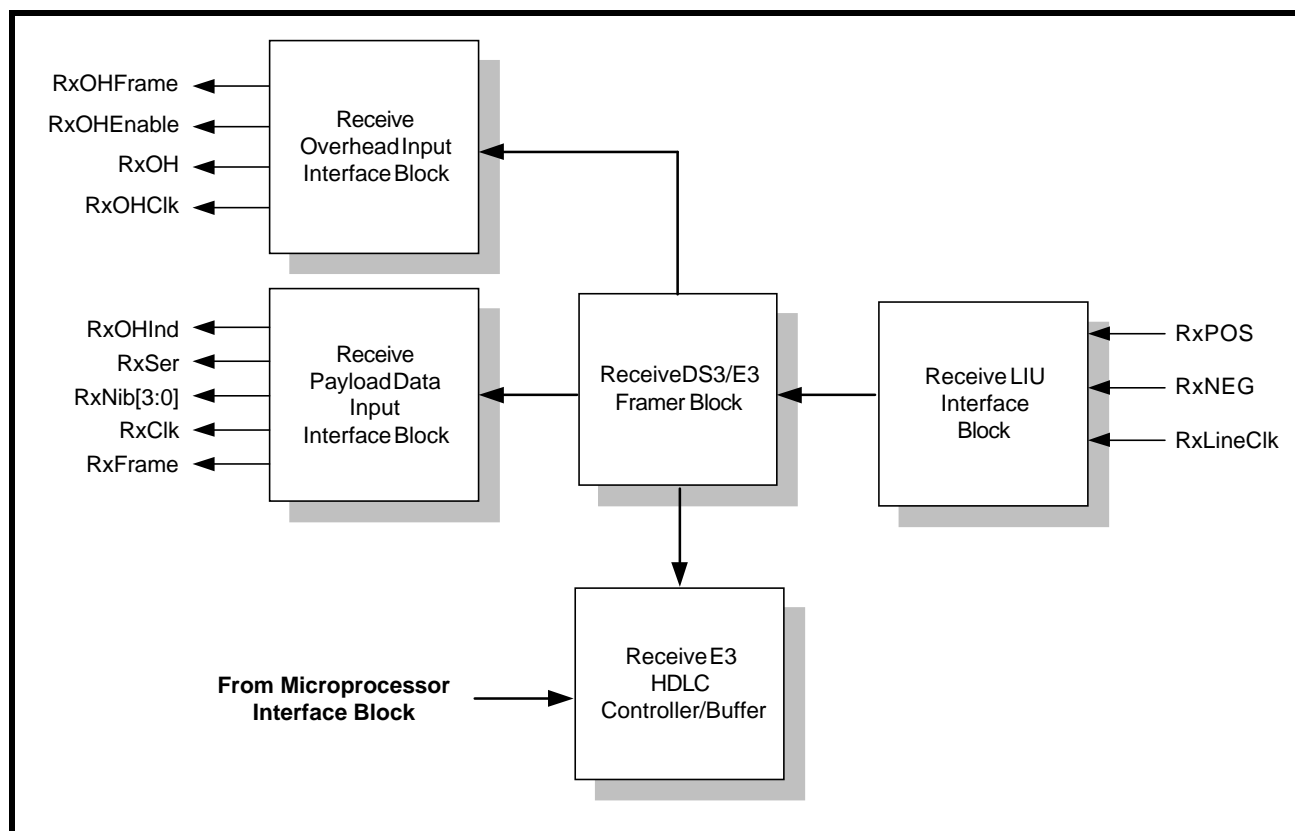 RxOHFrame
RxOHEnable
RxOH
RxOHClk
Receive
Overhead Input
Interface Block
RxOHInd
RxSer
RxNib[3:0]
RxClk
RxFrame
Receive
Payload Data
Input
Interface Block
Receive DS3/E3
Framer Block
Receive LIU
Interface
Block
RxPOS
RxNEG
RxLineClk
From Microprocessor
Interface Block
Receive E3
HDLC
Controller/Buffer